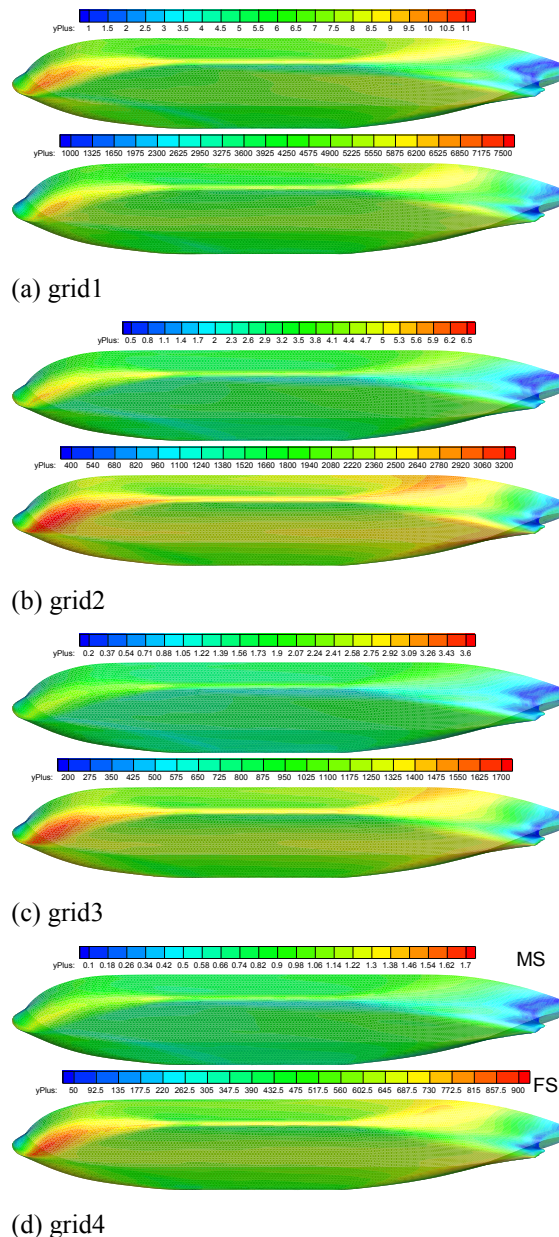 yPlus: 1 1.5 2 2.5 3 3.5 4 4.5 5 5.5 6 6.5 7 7.5 8 8.5 9 9.5 10 10.5 11
yPlus: 1000 1325 1650 1975 2300 2625 2950 3275 3600 3925 4250 4575 4900 5225 5550 5875 6200 6525 6850 7175 7500
(a) grid1
yPlus: 0.5 0.8 1.1 1.4 1.7 2 2.3 2.6 2.9 3.2 3.5 3.8 4.1 4.4 4.7 5 5.3 5.6 5.9 6.2 6.5
yPlus: 400 540 680 820 960 1100 1240 1380 1520 1660 1800 1940 2080 2220 2360 2500 2640 2780 2920 3060 3200
(b) grid2
yPlus: 0.2 0.37 0.54 0.71 0.88 1.05 1.22 1.39 1.56 1.73 1.9 2.07 2.24 2.41 2.58 2.75 2.92 3.09 3.26 3.43 3.6
yPlus: 200 275 350 425 500 575 650 725 800 875 950 1025 1100 1175 1250 1325 1400 1475 1550 1625 1700
(c) grid3
yPlus: 0.1 0.18 0.26 0.34 0.42 0.5 0.58 0.66 0.74 0.82 0.9 0.98 1.06 1.14 1.22 1.3 1.38 1.46 1.54 1.62 1.7 MS
yPlus: 50 92.5 135 177.5 220 262.5 305 347.5 390 432.5 475 517.5 560 602.5 645 687.5 730 772.5 815 857.5 900 FS
(d) grid4